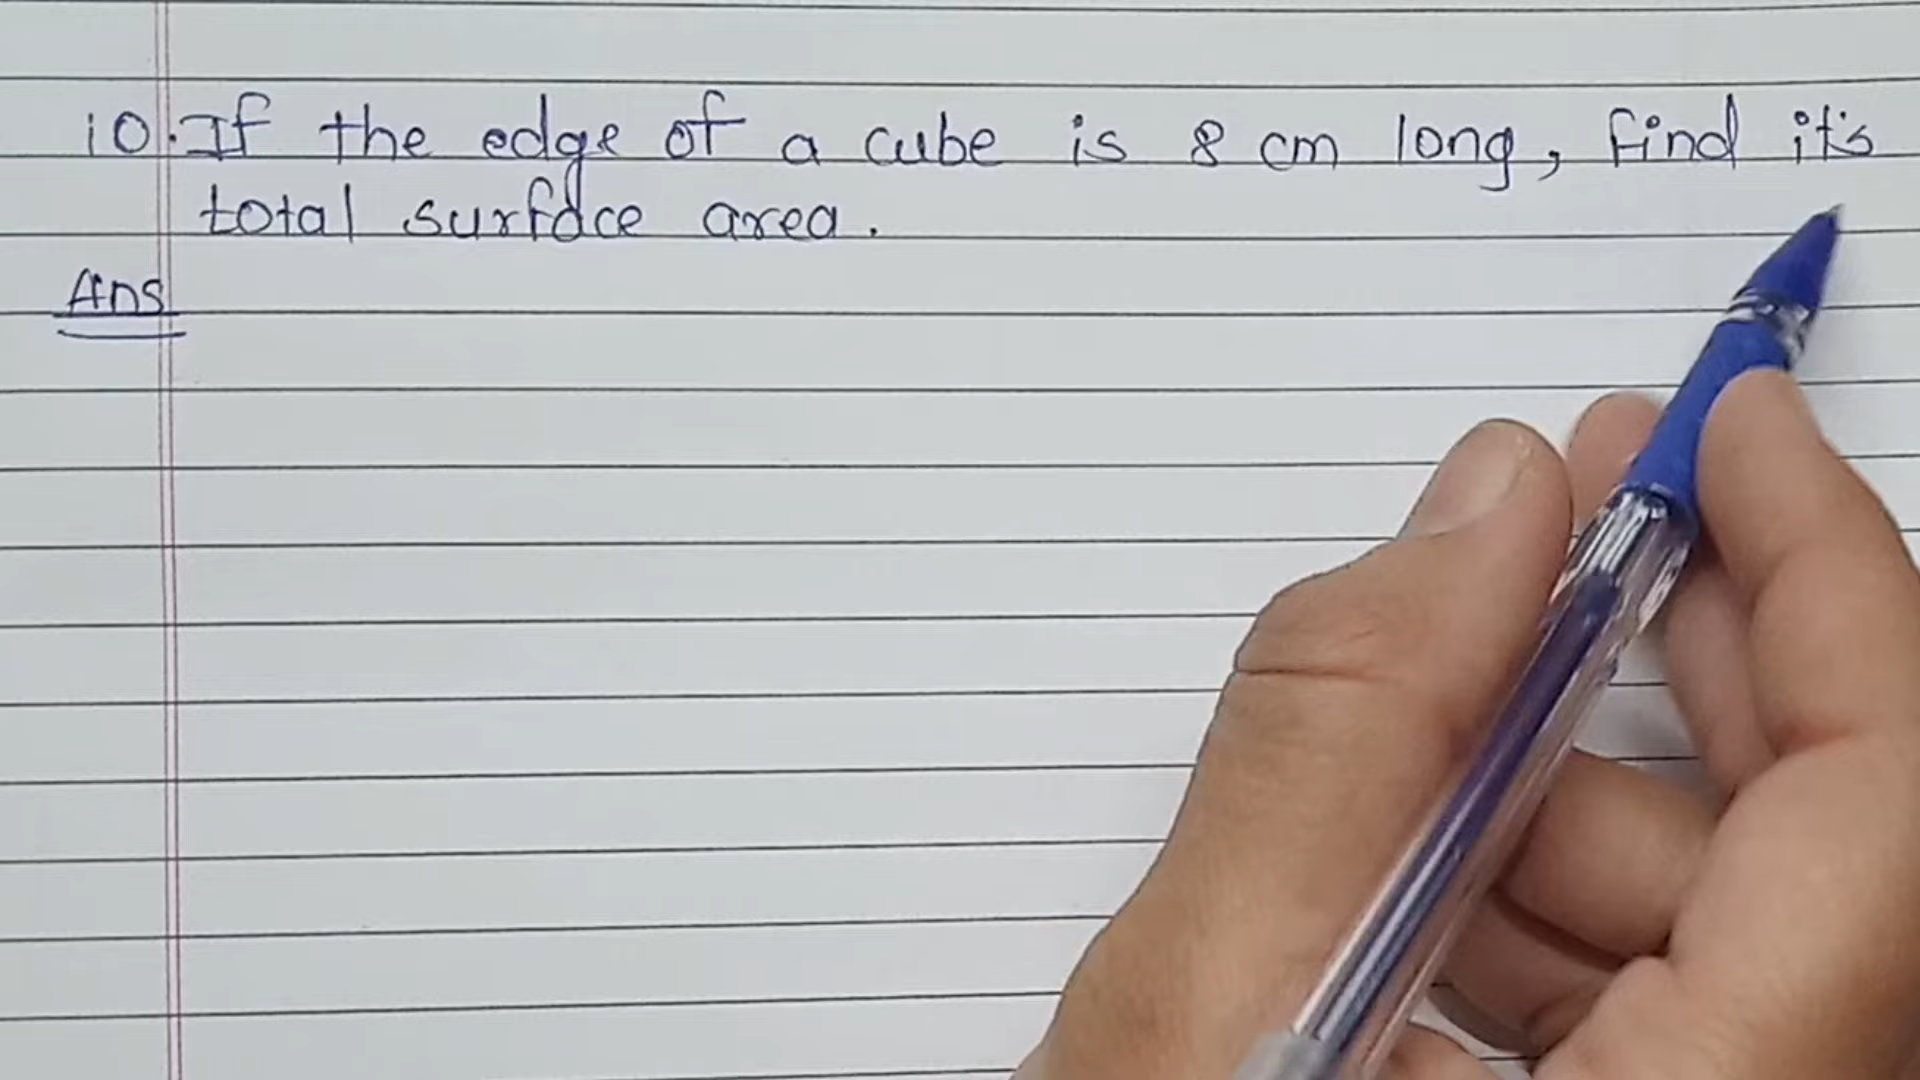 10. If the edge of a cube is 8 cm long, find it's
total surface area.
Ans